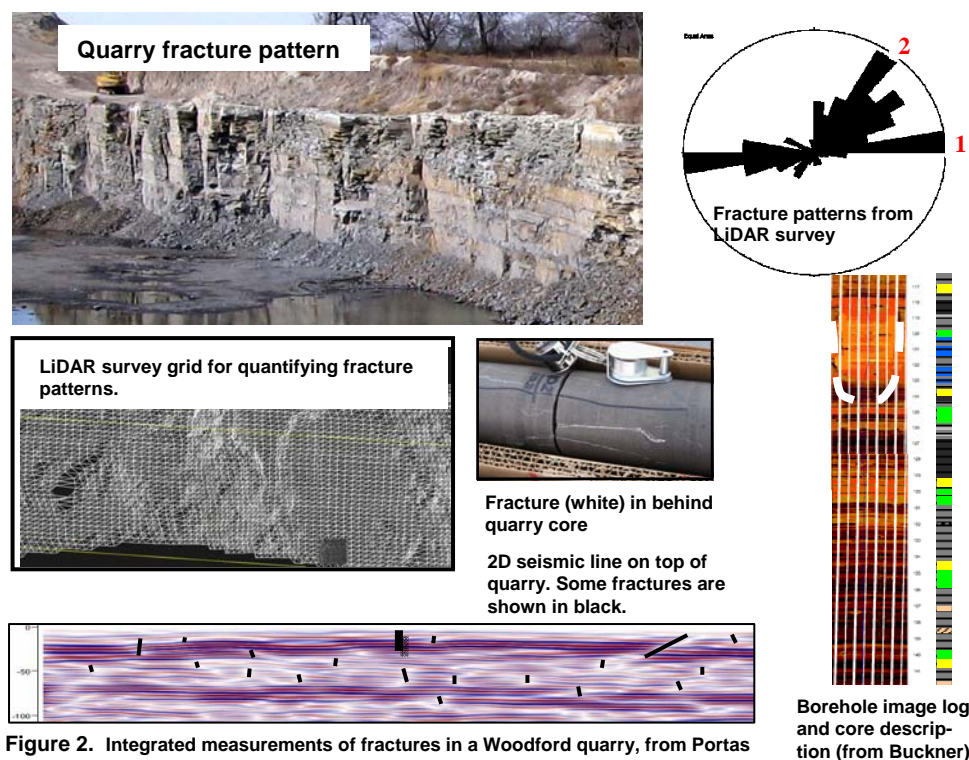 Quarry fracture pattern
Equal Area
2
1
Fracture patterns from
LiDAR survey
LiDAR survey grid for quantifying fracture
patterns.
Fracture (white) in behind
quarry core
2D seismic line on top of
quarry. Some fractures are
shown in black.
0
-50
-100
Borehole image log
and core descrip-
tion (from Buckner)
Figure 2. Integrated measurements of fractures in a Woodford quarry, from Portas